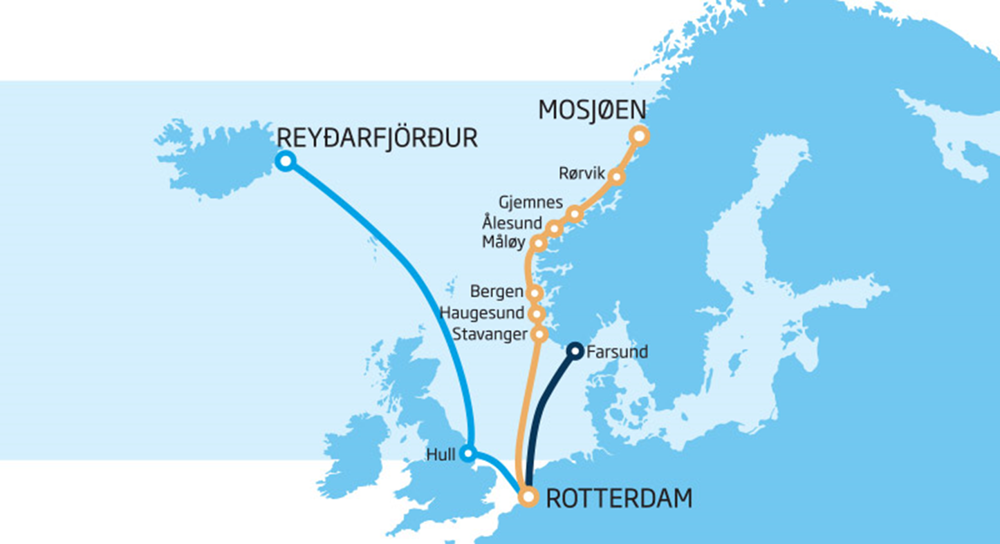 MOSJØEN
REYÐARFJÖRÐUR
Rørvik
Gjemnes
Ålesund
Måløy
Bergen
Haugesund
Stavanger
Farsund
Hull
ROTTERDAM